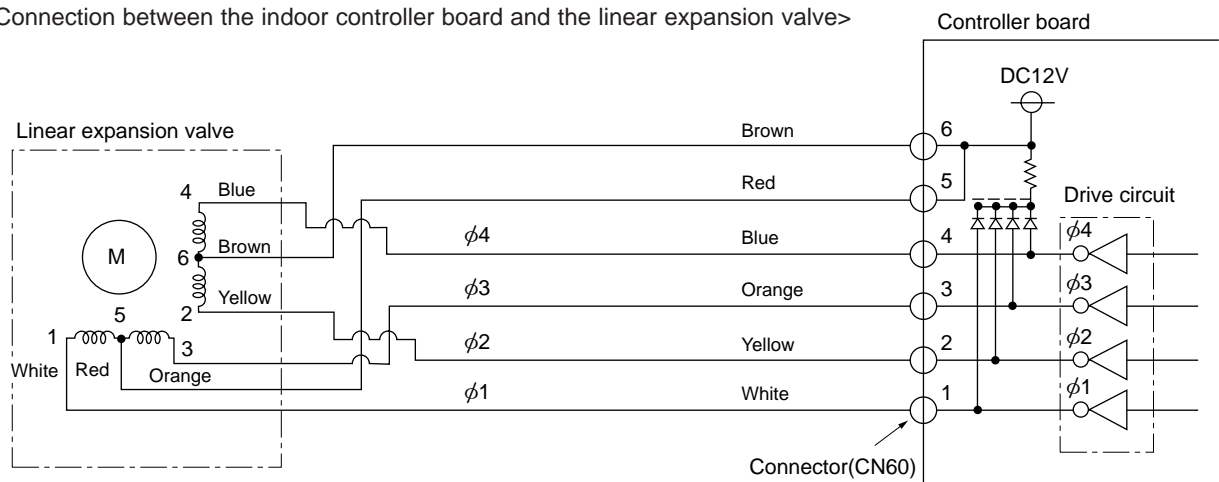 Connection between the indoor controller board and the linear expansion valve>
Controller board
DC12V
Linear expansion valve
Brown
6
Red
5
Drive circuit
4
Blue
ϕ4
Blue
4
ϕ4
M
6
Brown
ϕ3
Orange
3
ϕ3
2
Yellow
ϕ2
Yellow
2
ϕ2
1
5
3
White
Red
Orange
ϕ1
White
1
ϕ1
Connector(CN60)